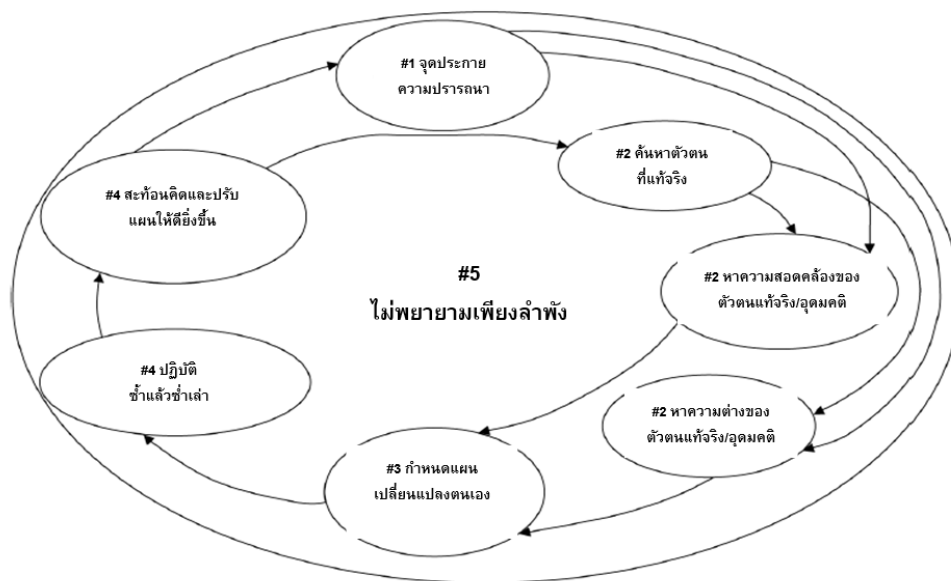 #1 จุดประกาย
ความปรารถนา
#2 ค้นหาตัวตน
ที่แท้จริง
#4 สะท้อนคิดและปรับ
แผนให้ดียิ่งขึ้น
#5
ไม่พยายามเพียงลำพัง
#2 หาความสอดคล้องของ
ตัวตนแท้จริง/อุดมคติ
#4 ปฏิบัติ
ซ้ำแล้วซ้ำเล่า
#2 หาความต่างของ
ตัวตนแท้จริง/อุดมคติ
#3 กำหนดแผน
เปลี่ยนแปลงตนเอง